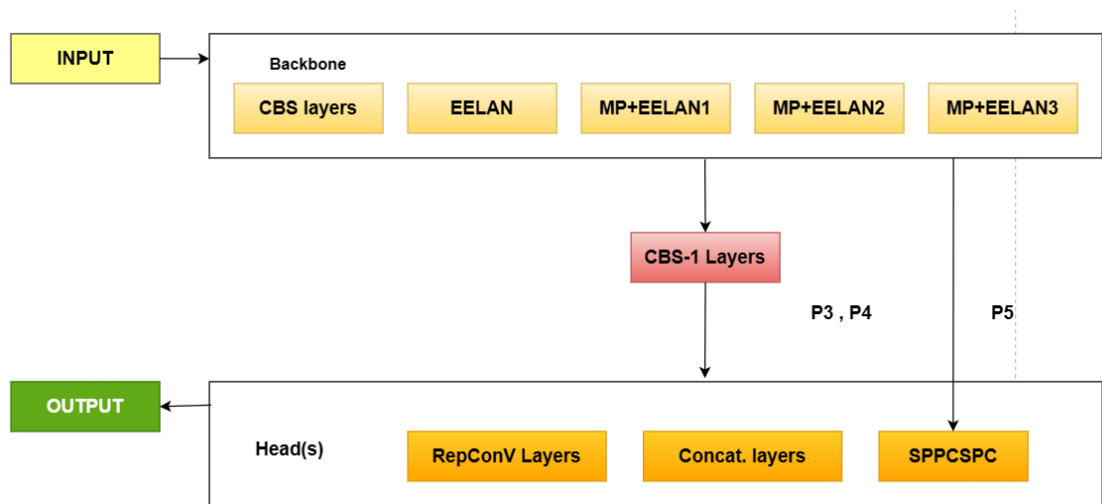 INPUT
Backbone
CBS layers
EELAN
MP+EELAN1
MP+EELAN2
MP+EELAN3
CBS-1 Layers
P3 , P4
P5
OUTPUT
Head(s)
RepConV Layers
Concat. layers
SPPCSPC